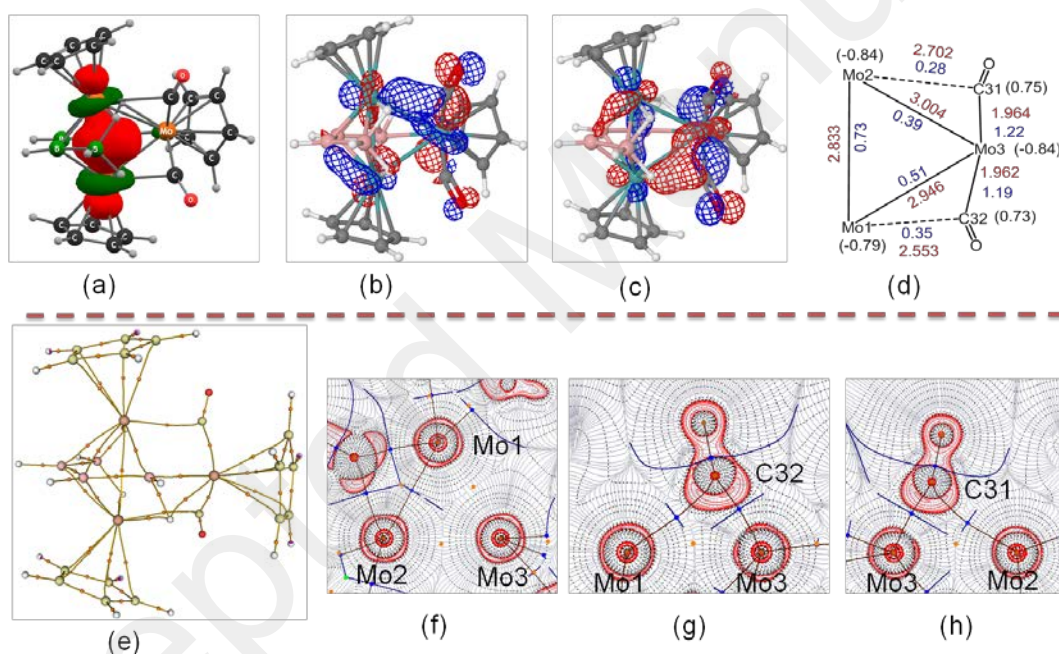 Mo
(a)
(b)
(c)
(-0.84)
Mo2
2.702
0.28
O
C31 (0.75)
3.004
0.39
1.964
1.22
2.833
0.73
Mo3 (-0.84)
0.51
2.946
1.962
1.19
Mo1
(-0.79)
0.35
2.553
C32 (0.73)
O
(d)
(e)
Mo1
Mo2
Mo3
(f)
C32
Mo1
Mo3
(g)
C31
Mo3
Mo2
(h)